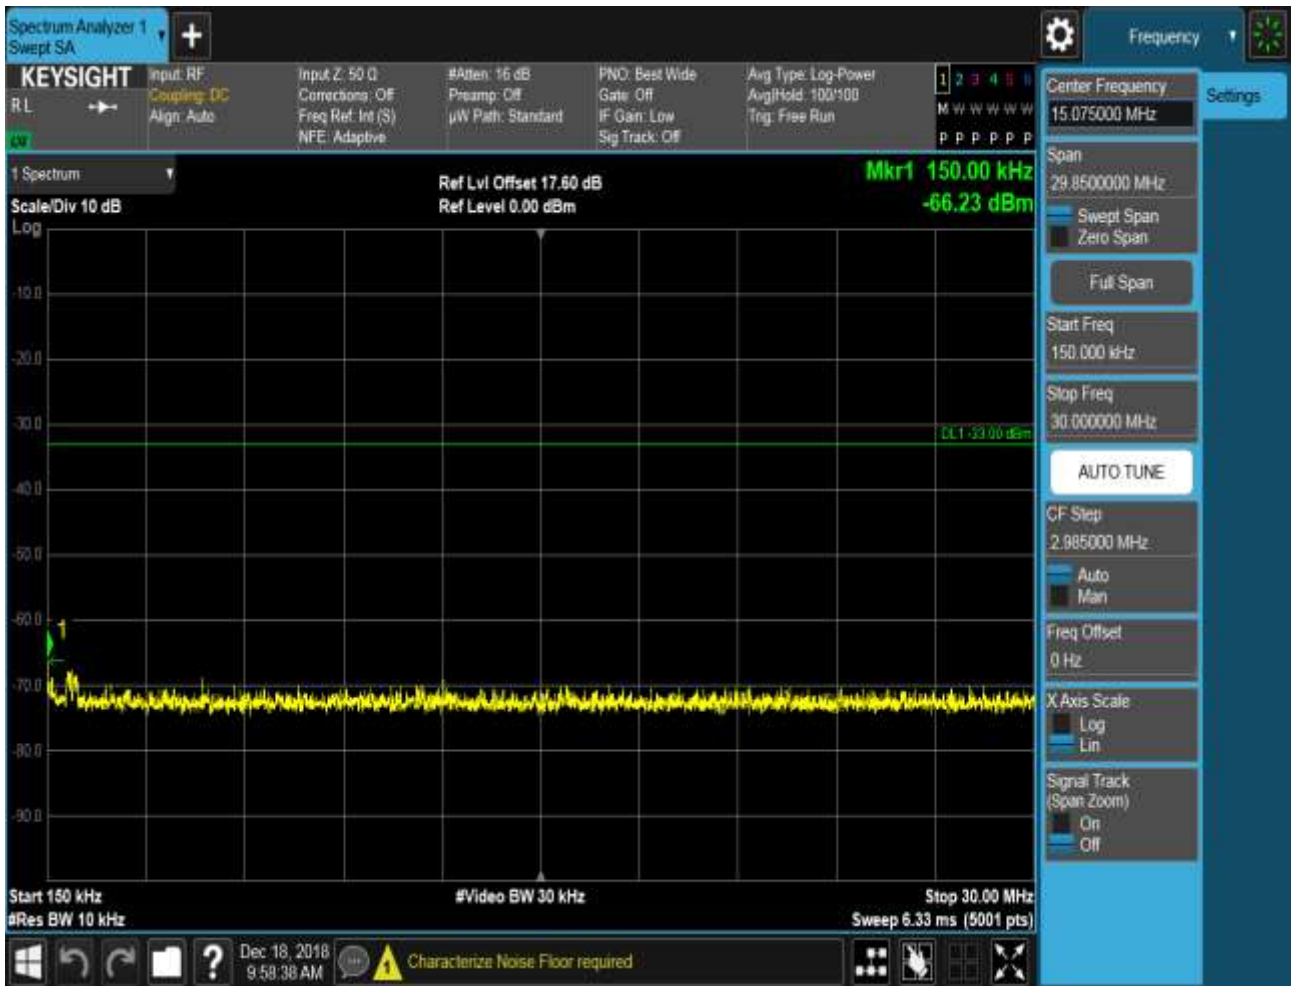 Spectrum Analyzer 1
Swept SA
+
Frequency
KEYSIGHT
R L
Input: RF
Coupling: DC
Align: Auto
Input Z: 50 Ω
Corrections: Off
Freq Ref: Int (S)
NFE: Adaptive
#Atten: 16 dB
Preamp: Off
µW Path: Standard
PNO: Best Wide
Gate: Off
IF Gain: Low
Sig Track: Off
Avg Type: Log-Power
Avg|Hold: 100/100
Trig: Free Run
1 2 3 4 5 6
M W W W W W
P P P P P P
1 Spectrum
Scale/Div 10 dB
Log
Ref Lvl Offset 17.60 dB
Ref Level 0.00 dBm
Mkr1 150.00 kHz
-66.23 dBm
-10.0
-20.0
-30.0
DL1 -33.00 dBm
-40.0
-50.0
-60.0
1
-70.0
-80.0
-90.0
Start 150 kHz
#Video BW 30 kHz
Stop 30.00 MHz
#Res BW 10 kHz
Sweep 6.33 ms (5001 pts)
Center Frequency
15.075000 MHz
Settings
Span
29.8500000 MHz
Swept Span
Zero Span
Full Span
Start Freq
150.000 kHz
Stop Freq
30.000000 MHz
AUTO TUNE
CF Step
2.985000 MHz
Auto
Man
Freq Offset
0 Hz
X Axis Scale
Log
Lin
Signal Track
(Span Zoom)
On
Off
?
Dec 18, 2018
9:58:38 AM
Characterize Noise Floor required